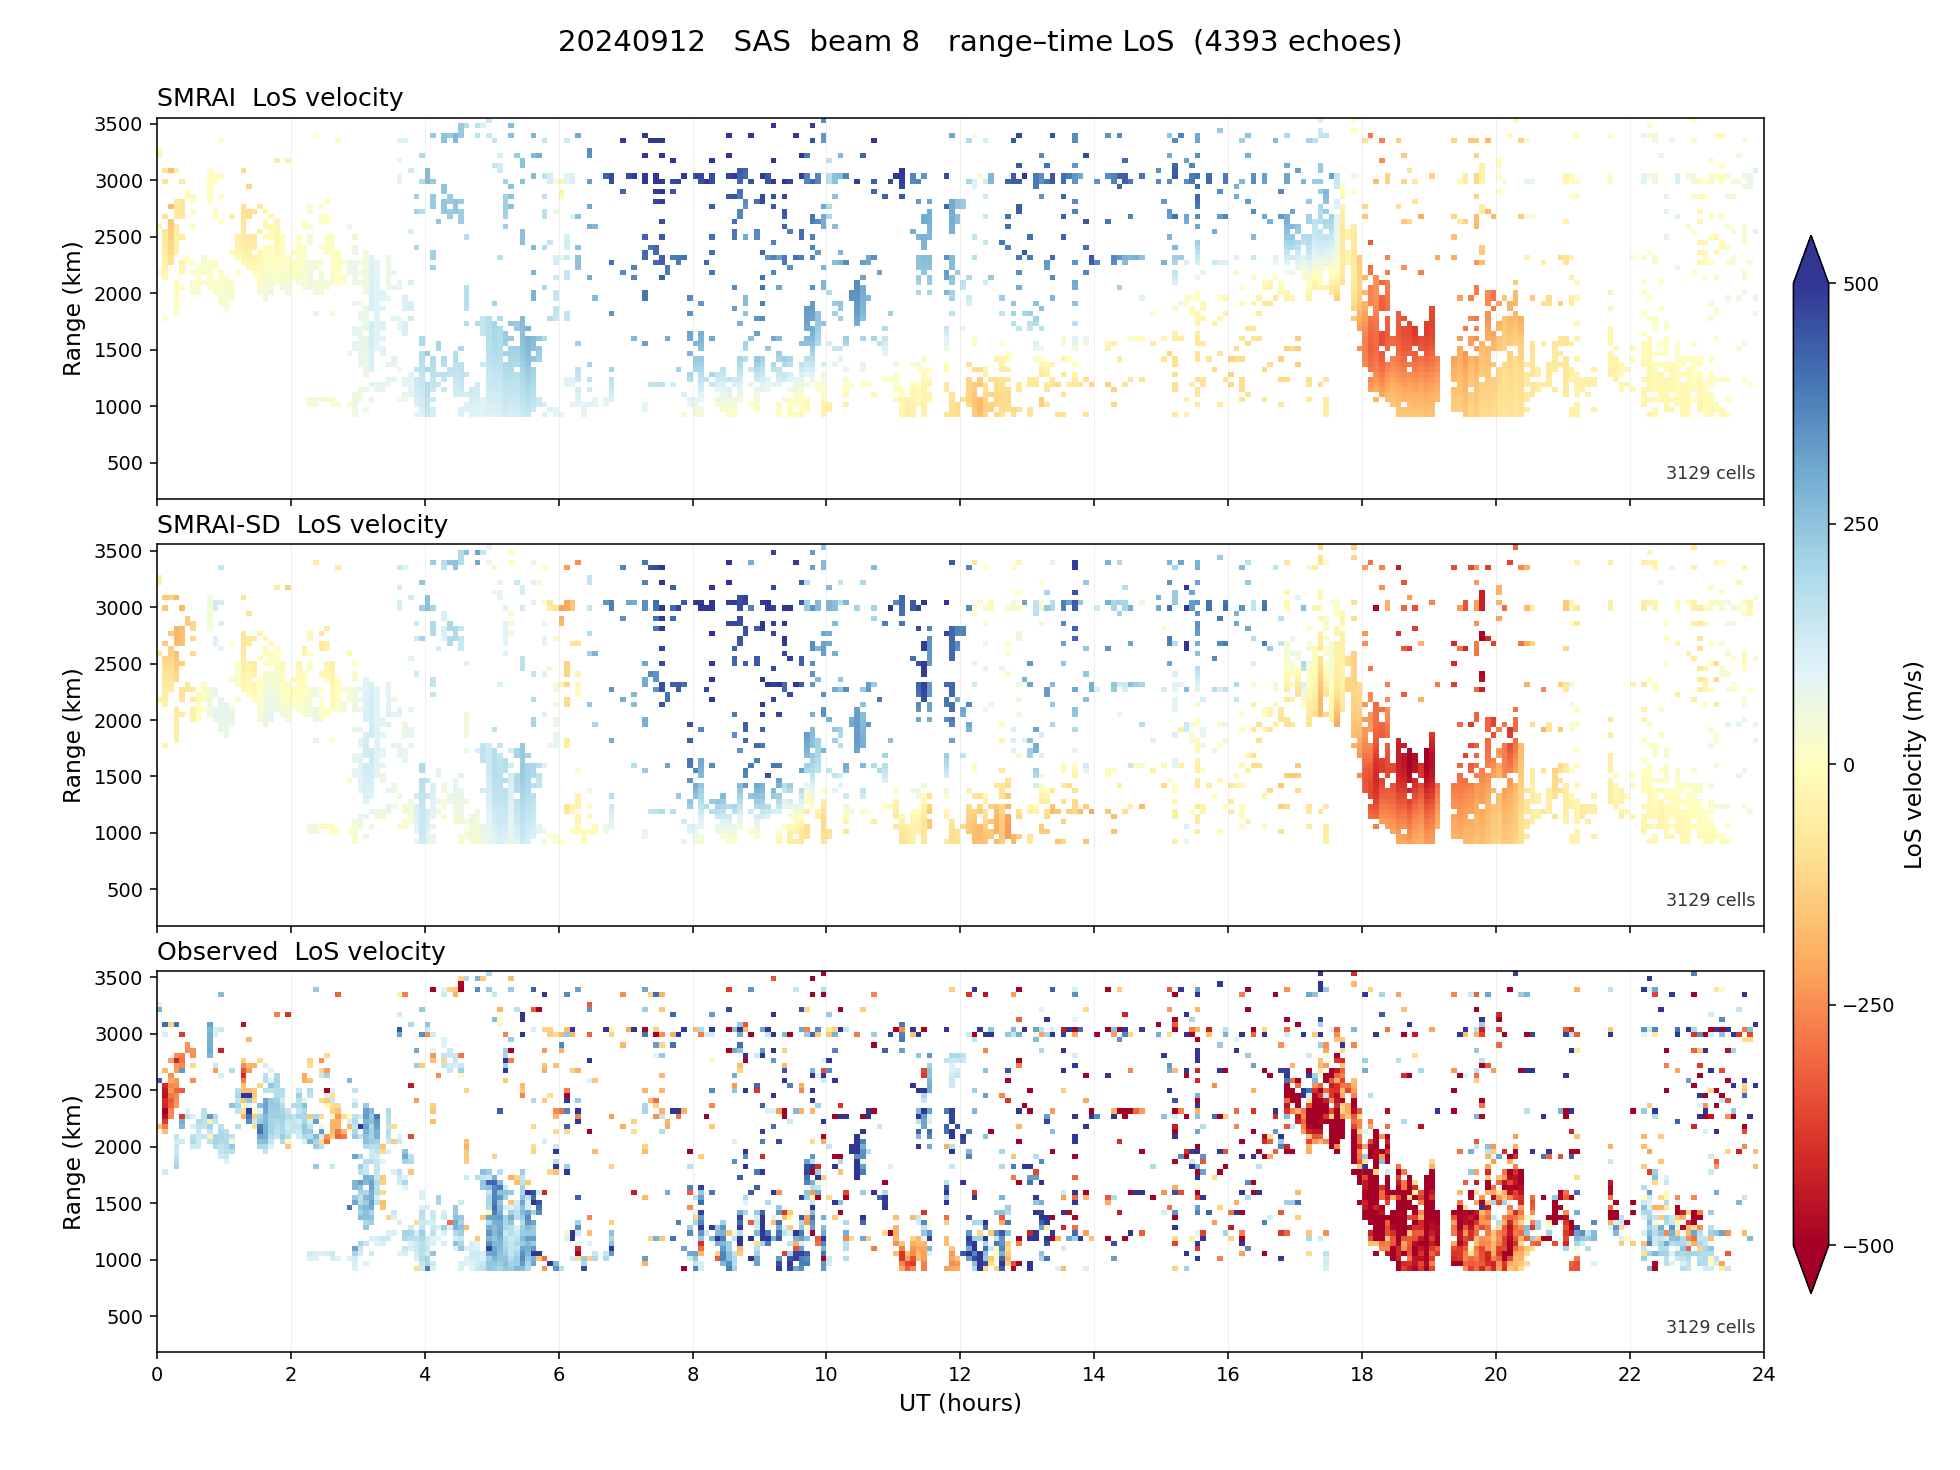 20240912   SAS  beam 8   range–time LoS  (4393 echoes)
SMRAI  LoS velocity
3500
3000
2500
2000
1500
1000
500
Range (km)
3129 cells
SMRAI-SD  LoS velocity
3500
3000
2500
2000
1500
1000
500
Range (km)
3129 cells
Observed  LoS velocity
3500
3000
2500
2000
1500
1000
500
Range (km)
3129 cells
0 2 4 6 8 10 12 14 16 18 20 22 24
UT (hours)
500
250
0
−250
−500
LoS velocity (m/s)